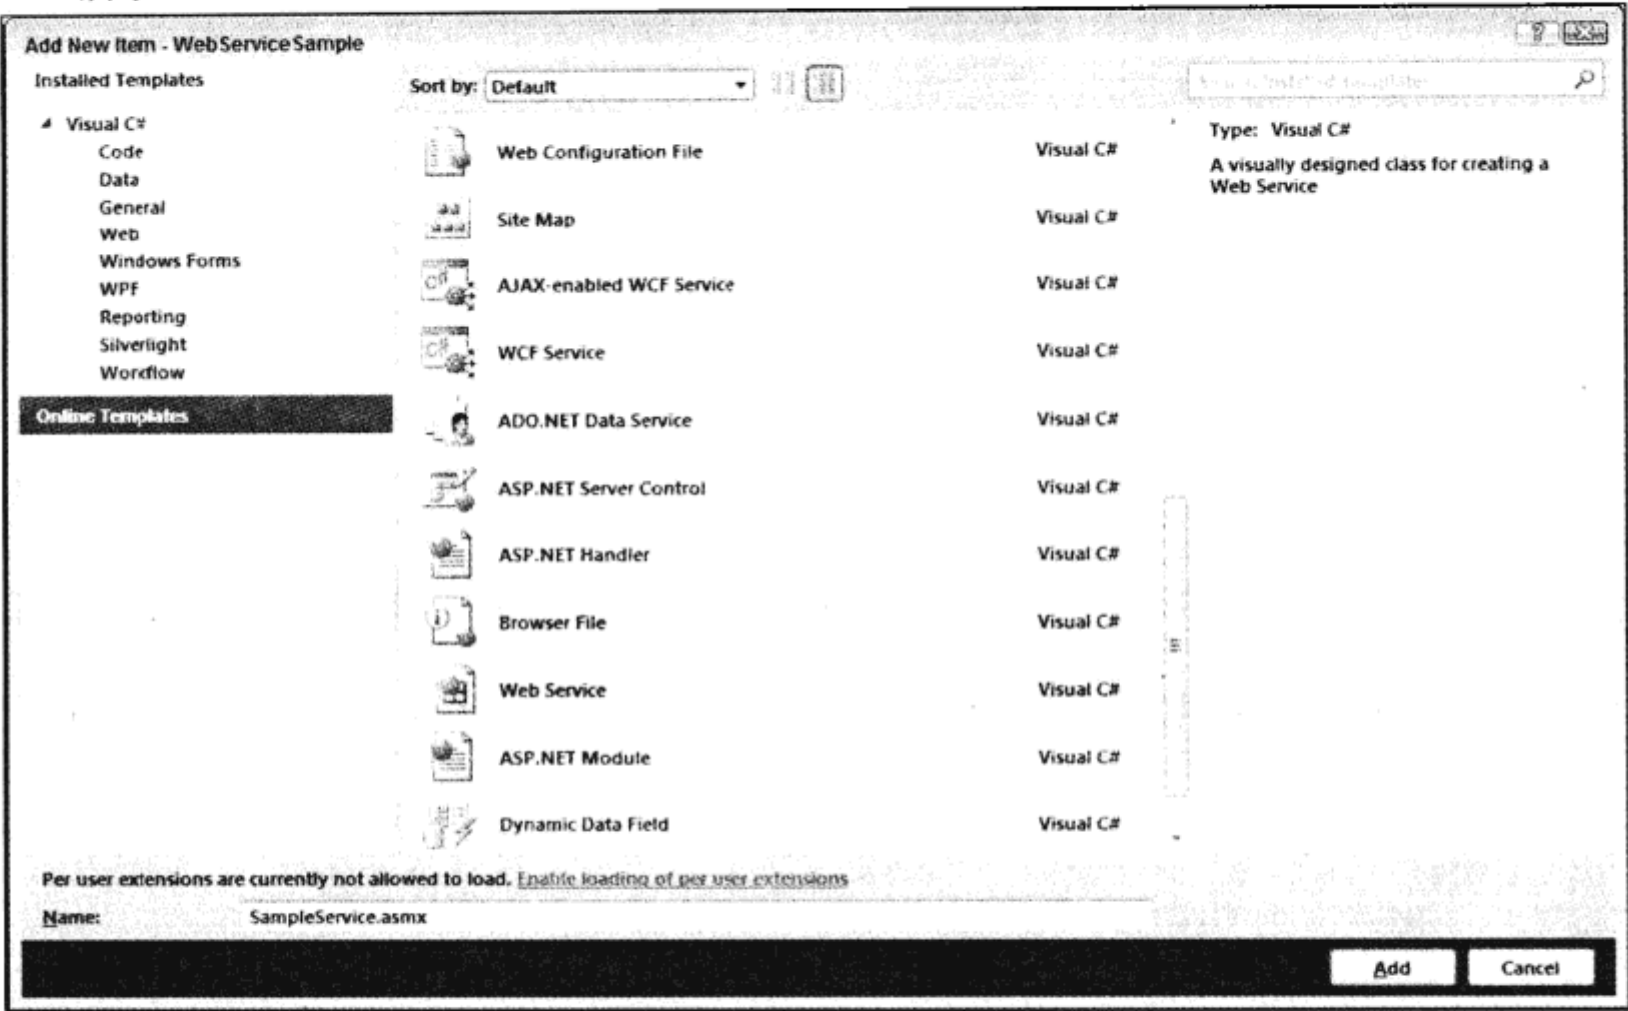 Add New Item - WebServiceSample
Installed Templates
Sort by: Default
Visual C#
Code
Data
General
Web
Windows Forms
WPF
Reporting
Silverlight
Workflow
Online Templates
Web Configuration File Visual C#
Site Map Visual C#
AJAX-enabled WCF Service Visual C#
WCF Service Visual C#
ADO.NET Data Service Visual C#
ASP.NET Server Control Visual C#
ASP.NET Handler Visual C#
Browser File Visual C#
Web Service Visual C#
ASP.NET Module Visual C#
Dynamic Data Field Visual C#
Type: Visual C#
A visually designed class for creating a
Web Service
Per user extensions are currently not allowed to load. Enable loading of per user extensions
Name: SampleService.asmx
Add Cancel